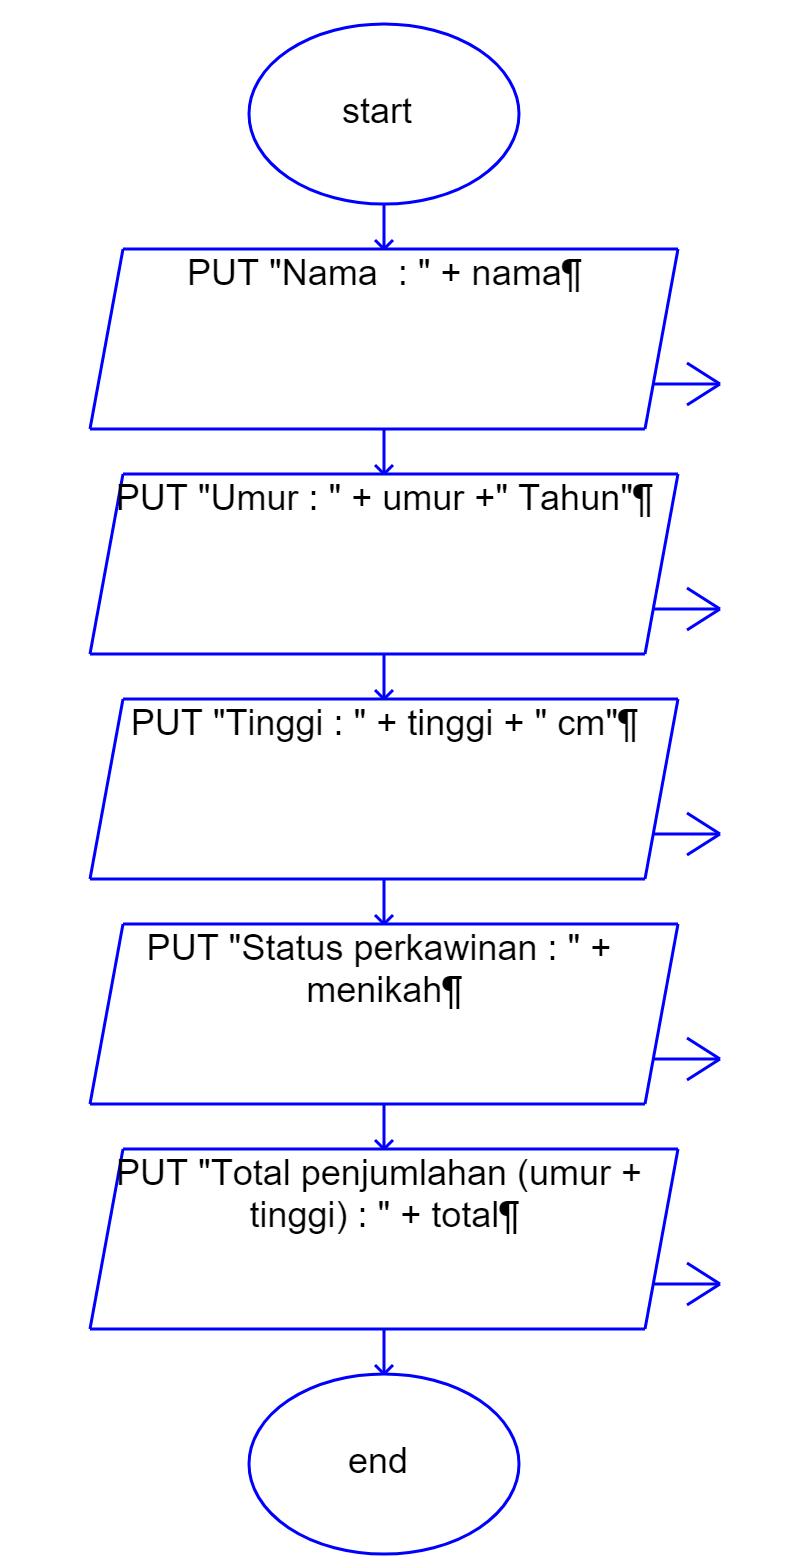 start
PUT "Nama  : " + nama¶
PUT "Umur : " + umur +" Tahun"¶
PUT "Tinggi : " + tinggi + " cm"¶
PUT "Status perkawinan : " +
menikah¶
PUT "Total penjumlahan (umur +
tinggi) : " + total¶
end